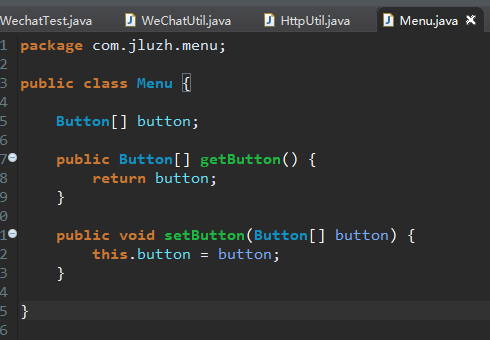 WechatTest.java WeChatUtil.java HttpUtil.java Menu.java
1 package com.jluzh.menu;
2
3 public class Menu {
4
5 Button[] button;
6
7 public Button[] getButton() {
8 return button;
9 }
0
1 public void setButton(Button[] button) {
2 this.button = button;
3 }
4
5 }
6